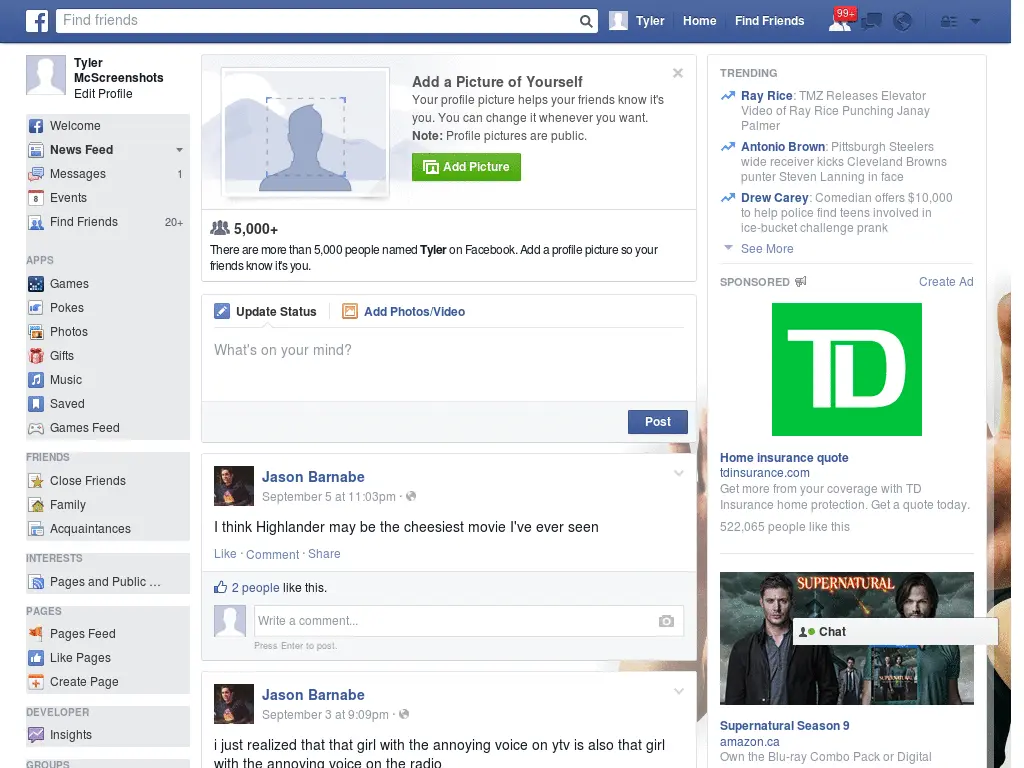 Find friends
Tyler
Home
Find Friends
99+
Tyler
McScreenshots
Edit Profile
Welcome
News Feed
Messages 1
8 Events
Find Friends 20+
APPS
Games
Pokes
Photos
Gifts
Music
Saved
Games Feed
FRIENDS
Close Friends
Family
Acquaintances
INTERESTS
Pages and Public ...
PAGES
Pages Feed
Like Pages
Create Page
DEVELOPER
Insights
GROUPS
Add a Picture of Yourself
Your profile picture helps your friends know it's
you. You can change it whenever you want.
Note: Profile pictures are public.
Add Picture
5,000+
There are more than 5,000 people named Tyler on Facebook. Add a profile picture so your
friends know it's you.
Update Status
Add Photos/Video
What's on your mind?
Post
Jason Barnabe
September 5 at 11:03pm ·
I think Highlander may be the cheesiest movie I've ever seen
Like · Comment · Share
2 people like this.
Write a comment...
Press Enter to post.
Jason Barnabe
September 3 at 9:09pm ·
i just realized that that girl with the annoying voice on ytv is also that girl
with the annoying voice on the radio
TRENDING
Ray Rice: TMZ Releases Elevator
Video of Ray Rice Punching Janay
Palmer
Antonio Brown: Pittsburgh Steelers
wide receiver kicks Cleveland Browns
punter Steven Lanning in face
Drew Carey: Comedian offers $10,000
to help police find teens involved in
ice-bucket challenge prank
See More
SPONSORED
Create Ad
TD
Home insurance quote
tdinsurance.com
Get more from your coverage with TD
Insurance home protection. Get a quote today.
522,065 people like this
SUPERNATURAL
Chat
Supernatural Season 9
amazon.ca
Own the Blu-ray Combo Pack or Digital